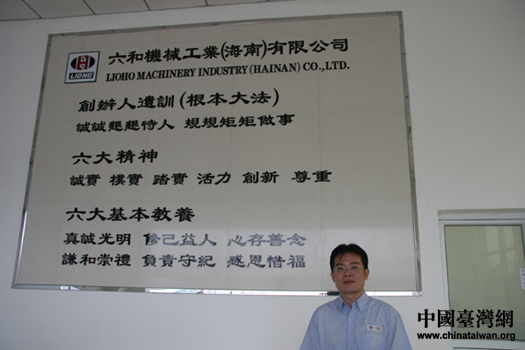 LIOHO
六和機械工業(海南)有限公司
LIOHO MACHINERY INDUSTRY (HAINAN) CO.,LTD.
創辦人遺訓(根本大法)
誠誠懇懇待人 規規矩矩做事
六大精神
誠實 樸實 踏實 活力 創新 尊重
六大基本教養
真誠光明 修己益人 心存善念
謙和崇禮 負責守紀 感恩惜福
中國臺灣網
www.chinataiwan.org